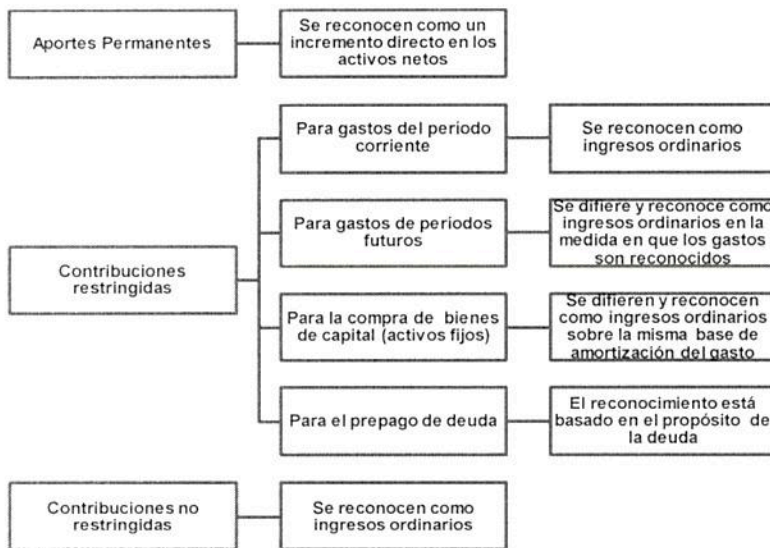 Aportes Permanentes
Se reconocen como un
incremento directo en los
activos netos
Para gastos del periodo
corriente
Se reconocen como
ingresos ordinarios
Para gastos de períodos
futuros
Se difiere y reconoce como
ingresos ordinarios en la
medida en que los gastos
son reconocidos
Contribuciones
restringidas
Para la compra de bienes
de capital (activos fijos)
Se difieren y reconocen
como ingresos ordinarios
sobre la misma base de
amortización del gasto
Para el prepago de deuda
El reconocimiento está
basado en el propósito de
la deuda
Contribuciones no
restringidas
Se reconocen como
ingresos ordinarios